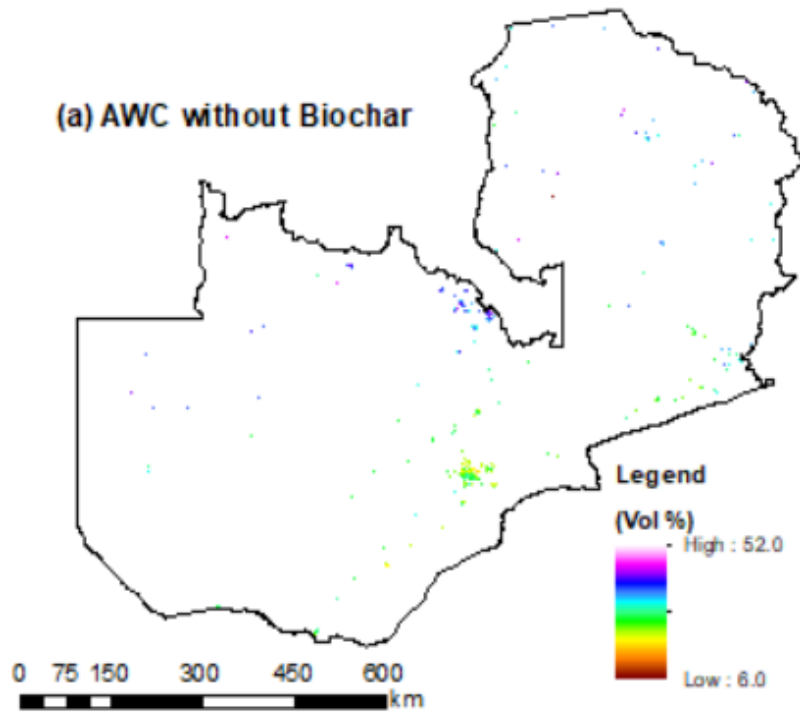 (a) AWC without Biochar
Legend
(Vol %)
High : 52.0
Low : 6.0
0 75 150 300 450 600
km